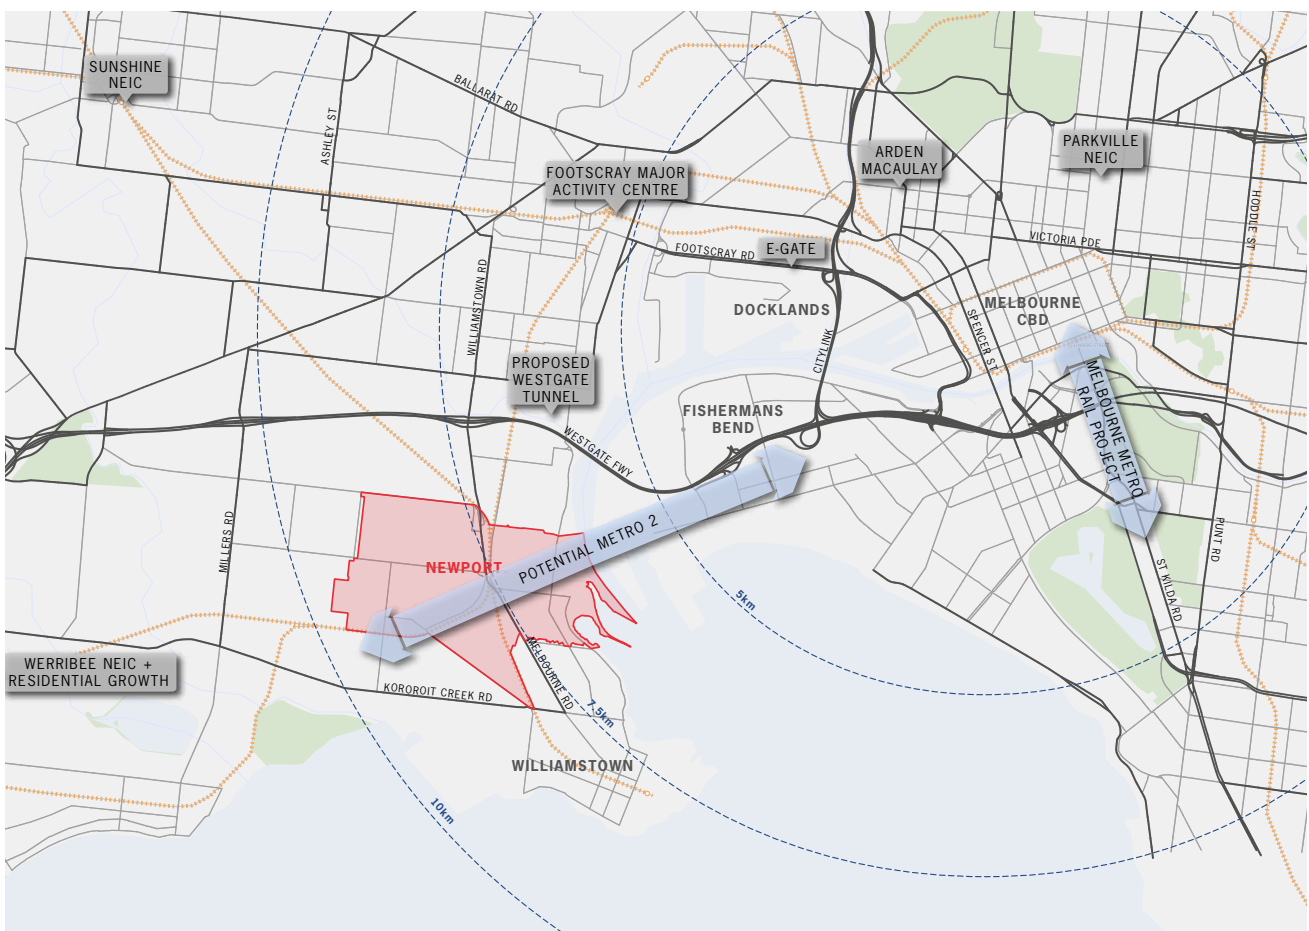 SUNSHINE
NEIC
BALLARAT RD
ASHLEY ST
FOOTSCRAY MAJOR
ACTIVITY CENTRE
ARDEN
MACAULAY
PARKVILLE
NEIC
HODDLE ST
VICTORIA PDE
FOOTSCRAY RD
E-GATE
WILLIAMSTOWN RD
DOCKLANDS
MELBOURNE
CBD
SPENCER ST
CITYLINK
PROPOSED
WESTGATE
TUNNEL
FISHERMANS
BEND
MELBOURNE METRO
RAIL PROJECT
WESTGATE FWY
MILLERS RD
POTENTIAL METRO 2
NEWPORT
PUNT RD
ST KILDA RD
5km
WERRIBEE NEIC +
RESIDENTIAL GROWTH
MELBOURNE RD
KOROROIT CREEK RD
7.5km
WILLIAMSTOWN
10km